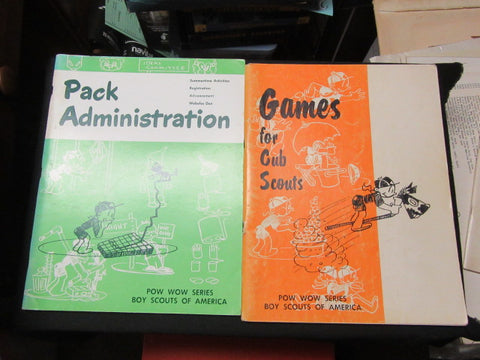 Pack
Administration
Summertime Activities
Registration
Advancement
Webelos Den
POW WOW SERIES
BOY SCOUTS OF AMERICA
Games
for
Cub
Scouts
POW WOW SERIES
BOY SCOUTS OF AMERICA